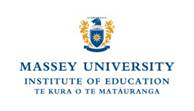 MASSEY UNIVERSITY
INSTITUTE OF EDUCATION
TE KURA O TE MĀTAURANGA